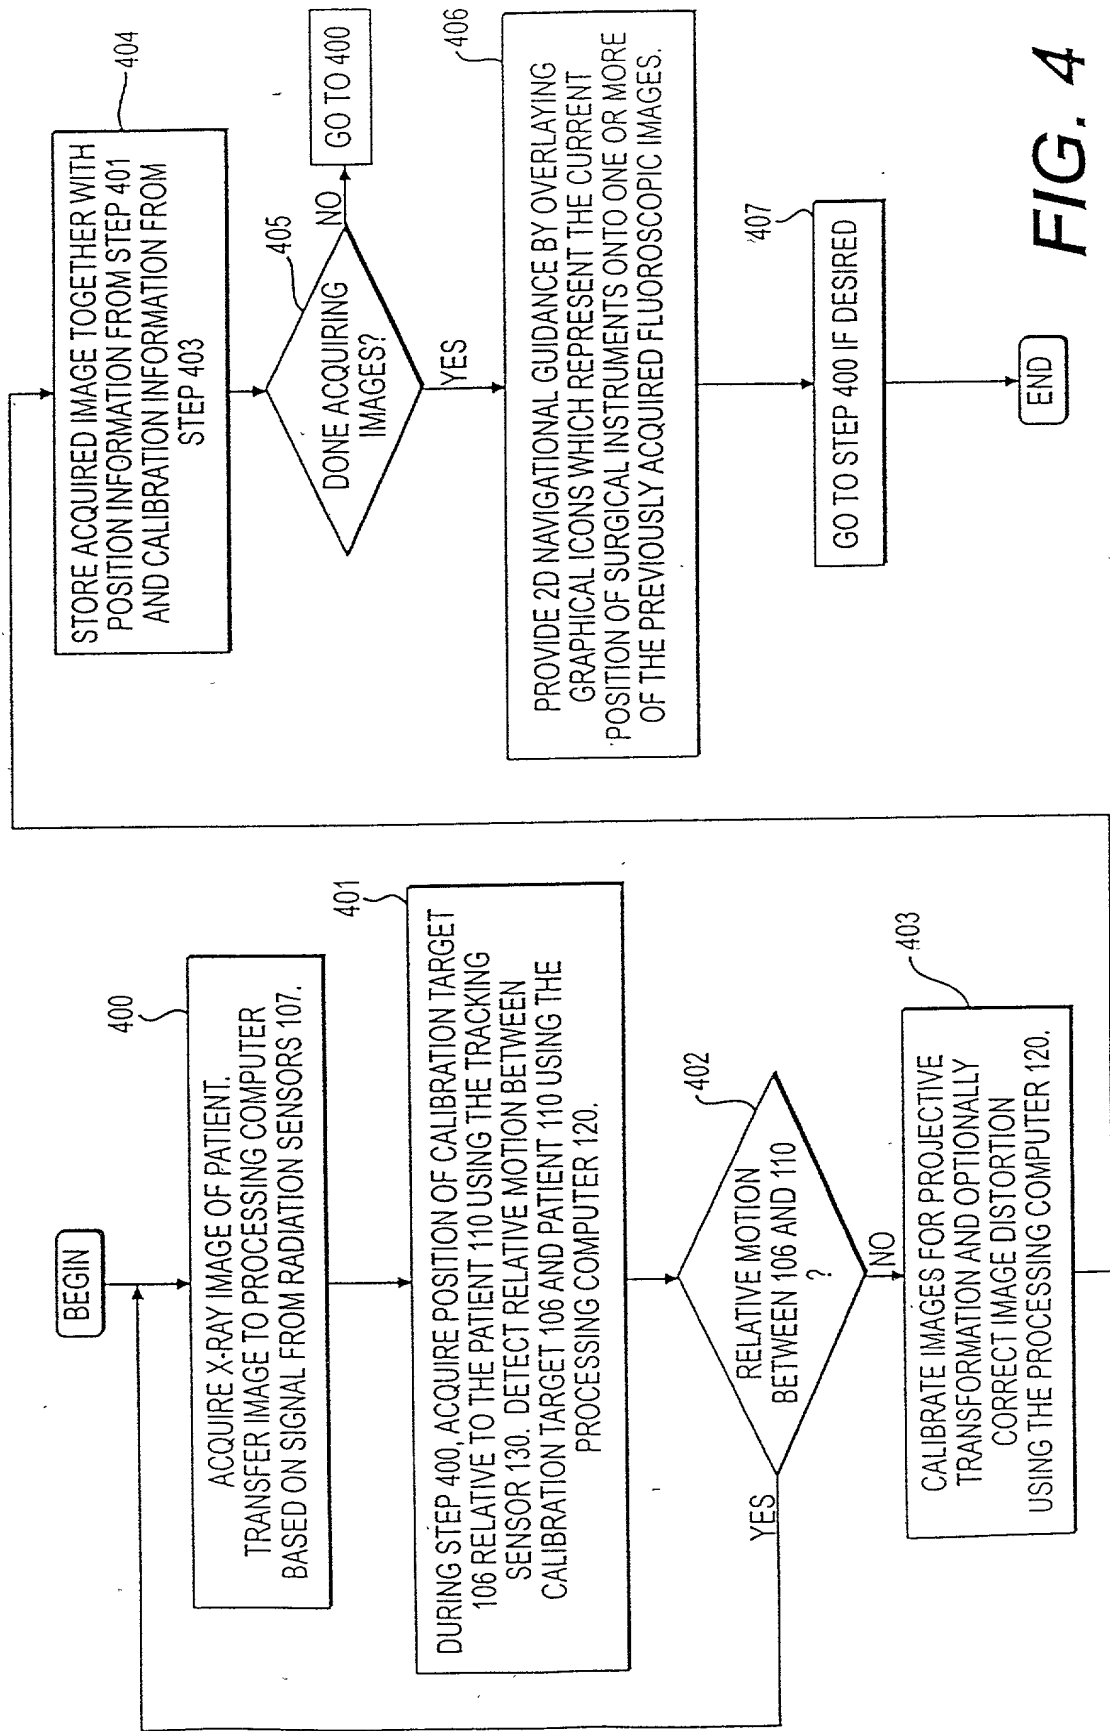 BEGIN
400
ACQUIRE X-RAY IMAGE OF PATIENT.
TRANSFER IMAGE TO PROCESSING COMPUTER
BASED ON SIGNAL FROM RADIATION SENSORS 107.
401
DURING STEP 400, ACQUIRE POSITION OF CALIBRATION TARGET
106 RELATIVE TO THE PATIENT 110 USING THE TRACKING
SENSOR 130. DETECT RELATIVE MOTION BETWEEN
CALIBRATION TARGET 106 AND PATIENT 110 USING THE
PROCESSING COMPUTER 120.
402
RELATIVE MOTION
BETWEEN 106 AND 110
?
YES
NO
403
CALIBRATE IMAGES FOR PROJECTIVE
TRANSFORMATION AND OPTIONALLY
CORRECT IMAGE DISTORTION
USING THE PROCESSING COMPUTER 120.
404
STORE ACQUIRED IMAGE TOGETHER WITH
POSITION INFORMATION FROM STEP 401
AND CALIBRATION INFORMATION FROM
STEP 403
405
DONE ACQUIRING
IMAGES?
NO
GO TO 400
YES
406
PROVIDE 2D NAVIGATIONAL GUIDANCE BY OVERLAYING
GRAPHICAL ICONS WHICH REPRESENT THE CURRENT
POSITION OF SURGICAL INSTRUMENTS ONTO ONE OR MORE
OF THE PREVIOUSLY ACQUIRED FLUOROSCOPIC IMAGES.
407
GO TO STEP 400 IF DESIRED
END
FIG. 4